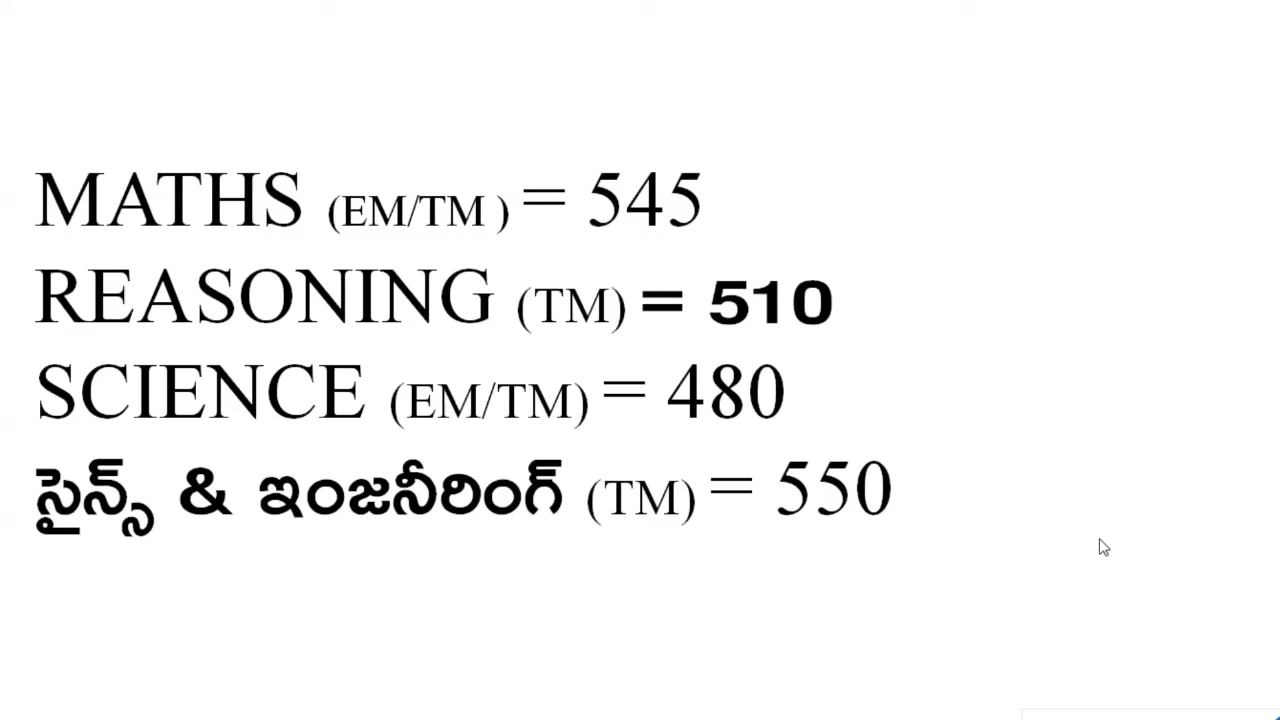 MATHS (EM/TM ) = 545
REASONING (TM) = 510
SCIENCE (EM/TM) = 480
సైన్స్ & ఇంజనీరింగ్ (TM) = 550